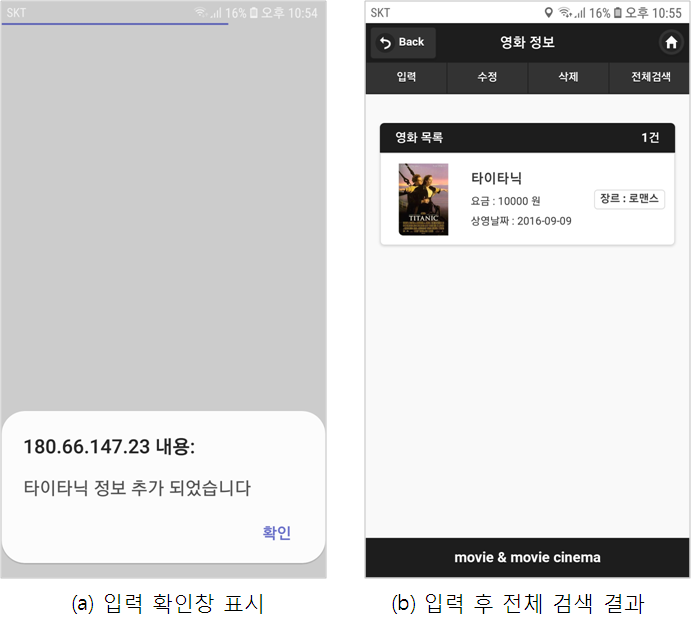 SKT 16% 오후 10:54
180.66.147.23 내용:
타이타닉 정보 추가 되었습니다
확인
(a) 입력 확인창 표시
SKT 16% 오후 10:55
Back 영화 정보
입력 수정 삭제 전체검색
영화 목록 1건
TITANIC
타이타닉
요금 : 10000 원
상영날짜 : 2016-09-09
장르 : 로맨스
movie & movie cinema
(b) 입력 후 전체 검색 결과